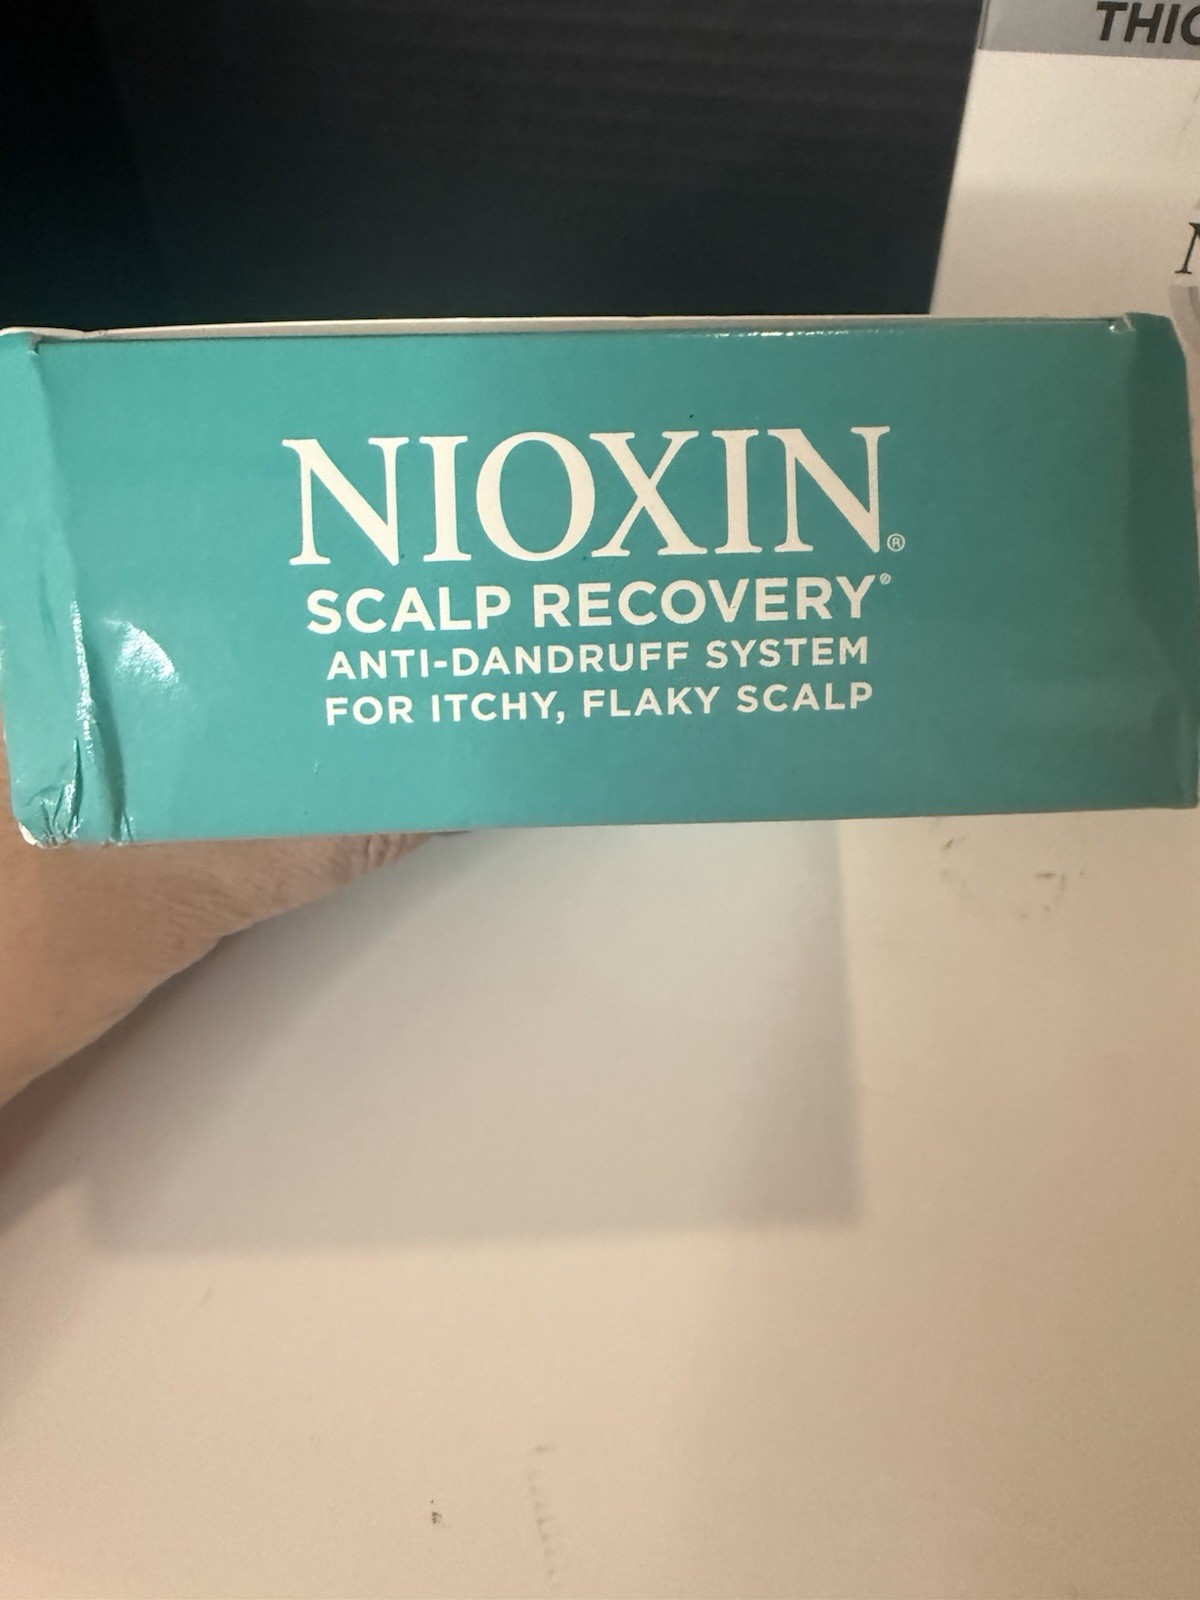 THIC
N
NIOXIN®
SCALP RECOVERY®
ANTI-DANDRUFF SYSTEM
FOR ITCHY, FLAKY SCALP